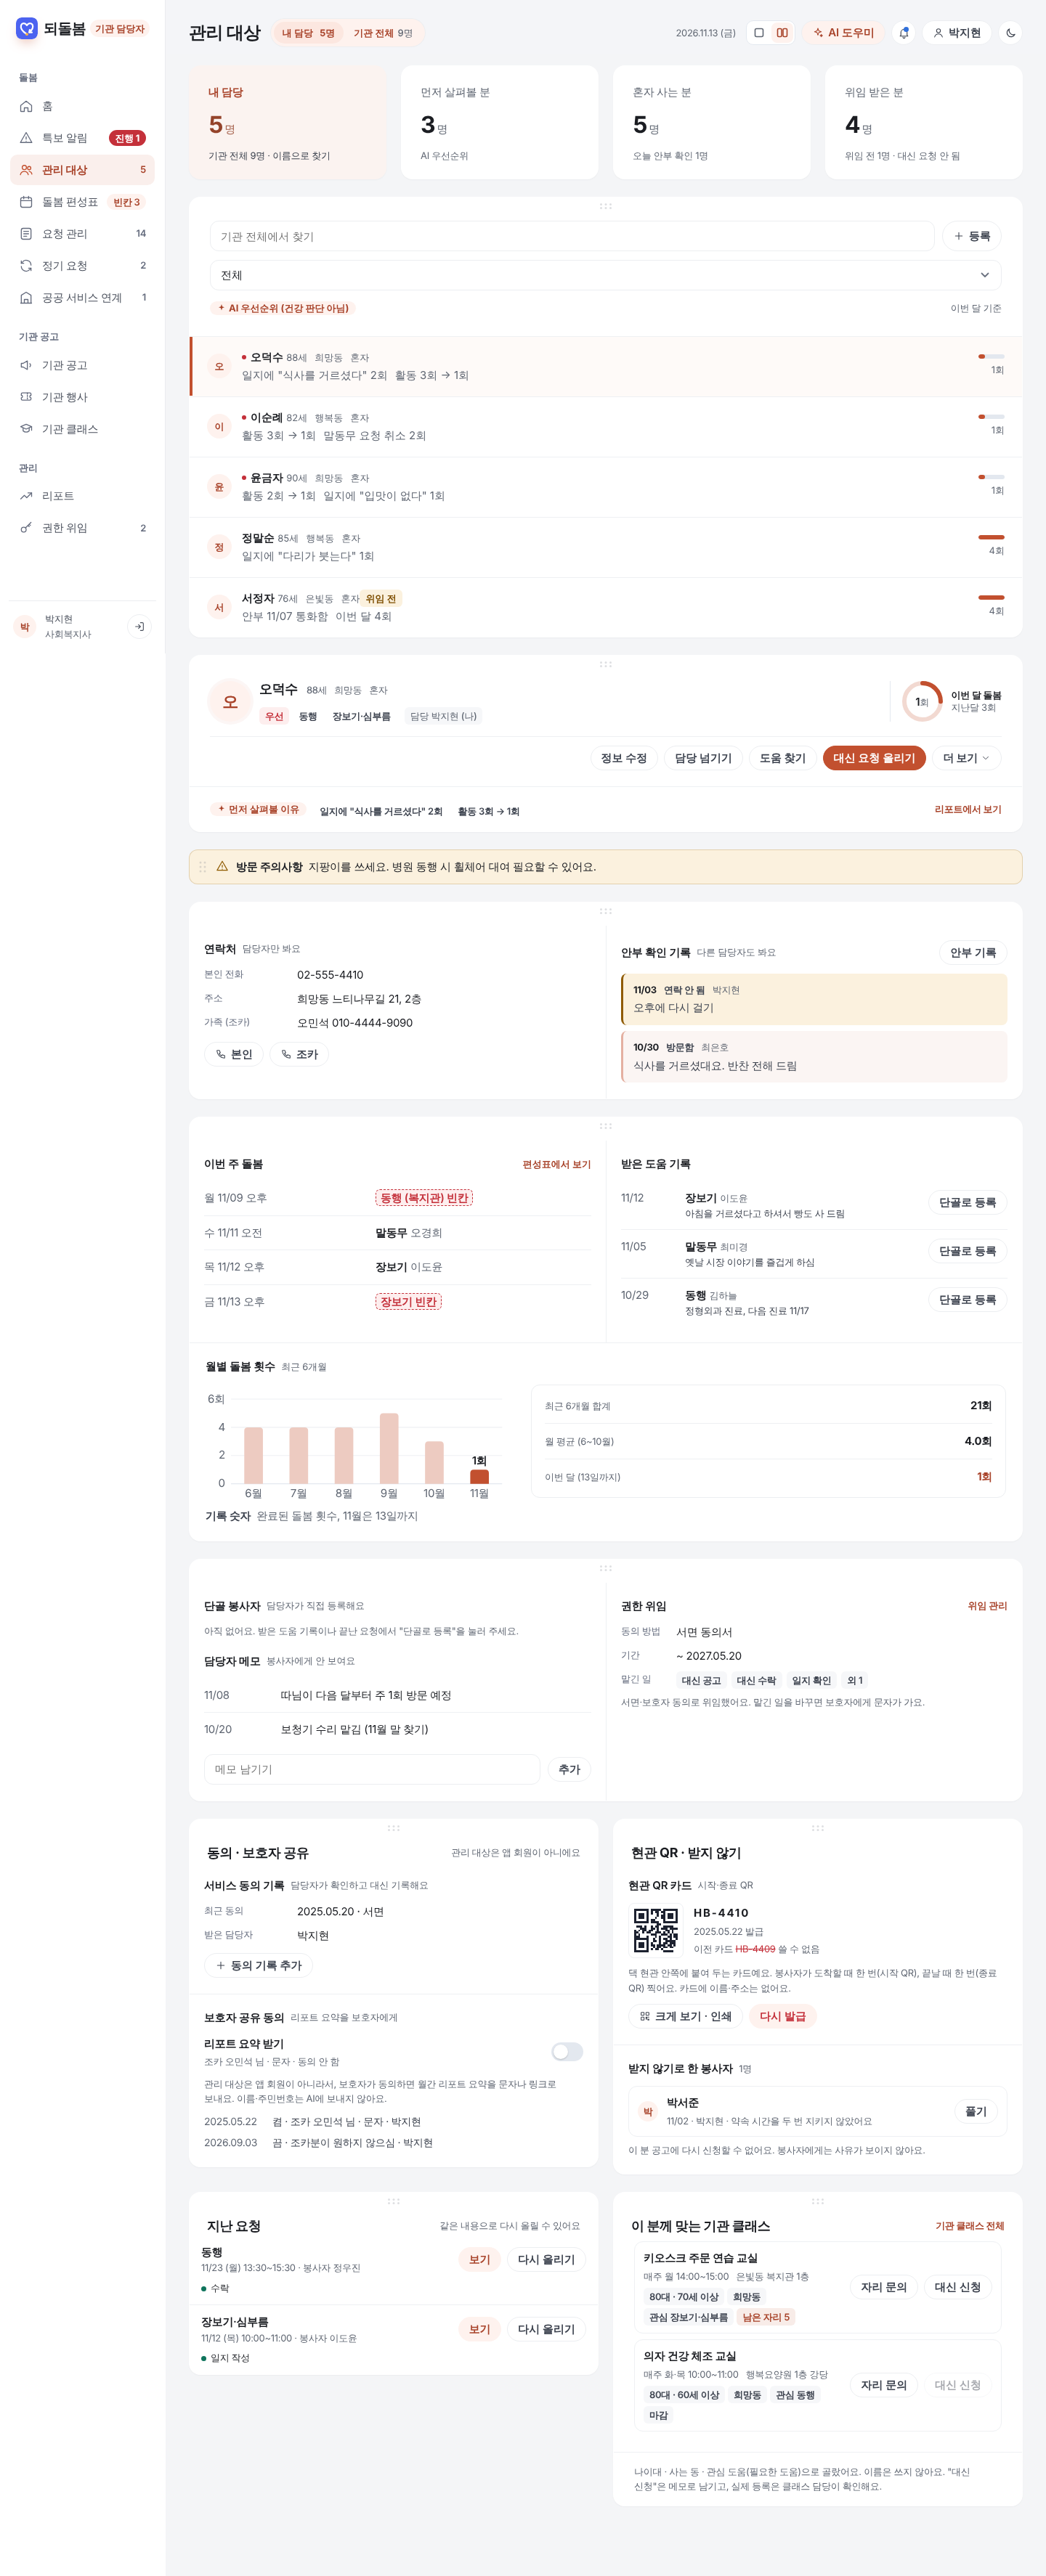 되돌봄 기관 담당자
돌봄
홈
특보 알림 진행 1
관리 대상 5
돌봄 편성표 빈칸 3
요청 관리 14
정기 요청 2
공공 서비스 연계 1
기관 공고
기관 공고
기관 행사
기관 클래스
관리
리포트
권한 위임 2
박 박지현
사회복지사
관리 대상 내 담당 5명 기관 전체 9명
2026.11.13 (금) AI 도우미 박지현
내 담당
5명
기관 전체 9명 · 이름으로 찾기
먼저 살펴볼 분
3명
AI 우선순위
혼자 사는 분
5명
오늘 안부 확인 1명
위임 받은 분
4명
위임 전 1명 · 대신 요청 안 됨
기관 전체에서 찾기 + 등록
전체
AI 우선순위 (건강 판단 아님) 이번 달 기준
오 오덕수 88세 희망동 혼자
일지에 "식사를 거르셨다" 2회 활동 3회 → 1회 1회
이 이순례 82세 행복동 혼자
활동 3회 → 1회 말동무 요청 취소 2회 1회
윤 윤금자 90세 희망동 혼자
활동 2회 → 1회 일지에 "입맛이 없다" 1회 1회
정 정말순 85세 행복동 혼자
일지에 "다리가 붓는다" 1회 4회
서 서정자 76세 은빛동 혼자 위임 전
안부 11/07 통화함 이번 달 4회 4회
오 오덕수 88세 희망동 혼자
우선 동행 장보기·심부름 담당 박지현 (나)
1회 이번 달 돌봄
지난달 3회
정보 수정 담당 넘기기 도움 찾기 대신 요청 올리기 더 보기
먼저 살펴볼 이유 일지에 "식사를 거르셨다" 2회 활동 3회 → 1회 리포트에서 보기
방문 주의사항 지팡이를 쓰세요. 병원 동행 시 휠체어 대여 필요할 수 있어요.
연락처 담당자만 봐요
본인 전화 02-555-4410
주소 희망동 느티나무길 21, 2층
가족 (조카) 오민석 010-4444-9090
본인 조카
안부 확인 기록 다른 담당자도 봐요 안부 기록
11/03 연락 안 됨 박지현
오후에 다시 걸기
10/30 방문함 최은호
식사를 거르셨대요. 반찬 전해 드림
이번 주 돌봄 편성표에서 보기
월 11/09 오후 동행 (복지관) 빈칸
수 11/11 오전 말동무 오경희
목 11/12 오후 장보기 이도윤
금 11/13 오후 장보기 빈칸
받은 도움 기록
11/12 장보기 이도윤 단골로 등록
아침을 거르셨다고 하셔서 빵도 사 드림
11/05 말동무 최미경 단골로 등록
옛날 시장 이야기를 즐겁게 하심
10/29 동행 김하늘 단골로 등록
정형외과 진료, 다음 진료 11/17
월별 돌봄 횟수 최근 6개월
6회
4
2
0
1회
6월 7월 8월 9월 10월 11월
기록 숫자 완료된 돌봄 횟수, 11월은 13일까지
최근 6개월 합계 21회
월 평균 (6~10월) 4.0회
이번 달 (13일까지) 1회
단골 봉사자 담당자가 직접 등록해요
아직 없어요. 받은 도움 기록이나 끝난 요청에서 "단골로 등록"을 눌러 주세요.
담당자 메모 봉사자에게 안 보여요
11/08 따님이 다음 달부터 주 1회 방문 예정
10/20 보청기 수리 맡김 (11월 말 찾기)
메모 남기기 추가
권한 위임 위임 관리
동의 방법 서면 동의서
기간 ~ 2027.05.20
맡긴 일 대신 공고 대신 수락 일지 확인 외 1
서면·보호자 동의로 위임했어요. 맡긴 일을 바꾸면 보호자에게 문자가 가요.
동의 · 보호자 공유 관리 대상은 앱 회원이 아니에요
서비스 동의 기록 담당자가 확인하고 대신 기록해요
최근 동의 2025.05.20 · 서면
받은 담당자 박지현
+ 동의 기록 추가
보호자 공유 동의 리포트 요약을 보호자에게
리포트 요약 받기
조카 오민석 님 · 문자 · 동의 안 함
관리 대상은 앱 회원이 아니라서, 보호자가 동의하면 월간 리포트 요약을 문자나 링크로
보내요. 이름·주민번호는 AI에 보내지 않아요.
2025.05.22 켬 · 조카 오민석 님 · 문자 · 박지현
2026.09.03 끔 · 조카분이 원하지 않으심 · 박지현
현관 QR · 받지 않기
현관 QR 카드 시작·종료 QR
HB-4410
2025.05.22 발급
이전 카드 HB-4409 쓸 수 없음
댁 현관 안쪽에 붙여 두는 카드예요. 봉사자가 도착할 때 한 번(시작 QR), 끝날 때 한 번(종료
QR) 찍어요. 카드에 이름·주소는 없어요.
크게 보기 · 인쇄 다시 발급
받지 않기로 한 봉사자 1명
박 박서준
11/02 · 박지현 · 약속 시간을 두 번 지키지 않았어요 풀기
이 분 공고에 다시 신청할 수 없어요. 봉사자에게는 사유가 보이지 않아요.
지난 요청 같은 내용으로 다시 올릴 수 있어요
동행
11/23 (월) 13:30~15:30 · 봉사자 정우진
수락
보기 다시 올리기
장보기·심부름
11/12 (목) 10:00~11:00 · 봉사자 이도윤
일지 작성
보기 다시 올리기
이 분께 맞는 기관 클래스 기관 클래스 전체
키오스크 주문 연습 교실
매주 월 14:00~15:00 은빛동 복지관 1층
80대 · 70세 이상 희망동
관심 장보기·심부름 남은 자리 5
자리 문의 대신 신청
의자 건강 체조 교실
매주 화·목 10:00~11:00 행복요양원 1층 강당
80대 · 60세 이상 희망동 관심 동행
마감
자리 문의 대신 신청
나이대 · 사는 동 · 관심 도움(필요한 도움)으로 골랐어요. 이름은 쓰지 않아요. "대신
신청"은 메모로 남기고, 실제 등록은 클래스 담당이 확인해요.